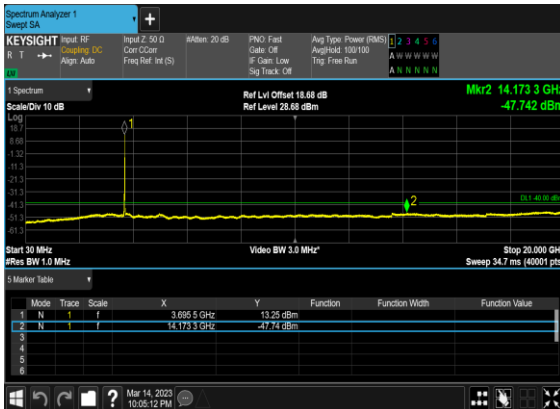 Spectrum Analyzer 1
Swept SA
KEYSIGHT
R T
LXI
Input: RF
Coupling: DC
Align: Auto
Input Z: 50 Ω
Corr CCorr
Freq Ref: Int (S)
#Atten: 20 dB
PNO: Fast
Gate: Off
IF Gain: Low
Sig Track: Off
Avg Type: Power (RMS)
Avg|Hold: 100/100
Trig: Free Run
1 2 3 4 5 6
A W W W W W
A N N N N N
1 Spectrum
Scale/Div 10 dB
Ref Lvl Offset 18.68 dB
Ref Level 28.68 dBm
Mkr2 14.173 3 GHz
-47.742 dBm
Log
18.7
8.68
-1.32
-11.3
-21.3
-31.3
-41.3
-51.3
-61.3
1
2
DL1 -40.00 dBm
Start 30 MHz
#Res BW 1.0 MHz
Video BW 3.0 MHz*
Stop 20.000 GHz
Sweep 34.7 ms (40001 pts)
5 Marker Table
Mode Trace Scale X Y Function Function Width Function Value
1 N 1 f 3.695 5 GHz 13.25 dBm
2 N 1 f 14.173 3 GHz -47.74 dBm
3
4
5
6
?
Mar 14, 2023
10:05:12 PM